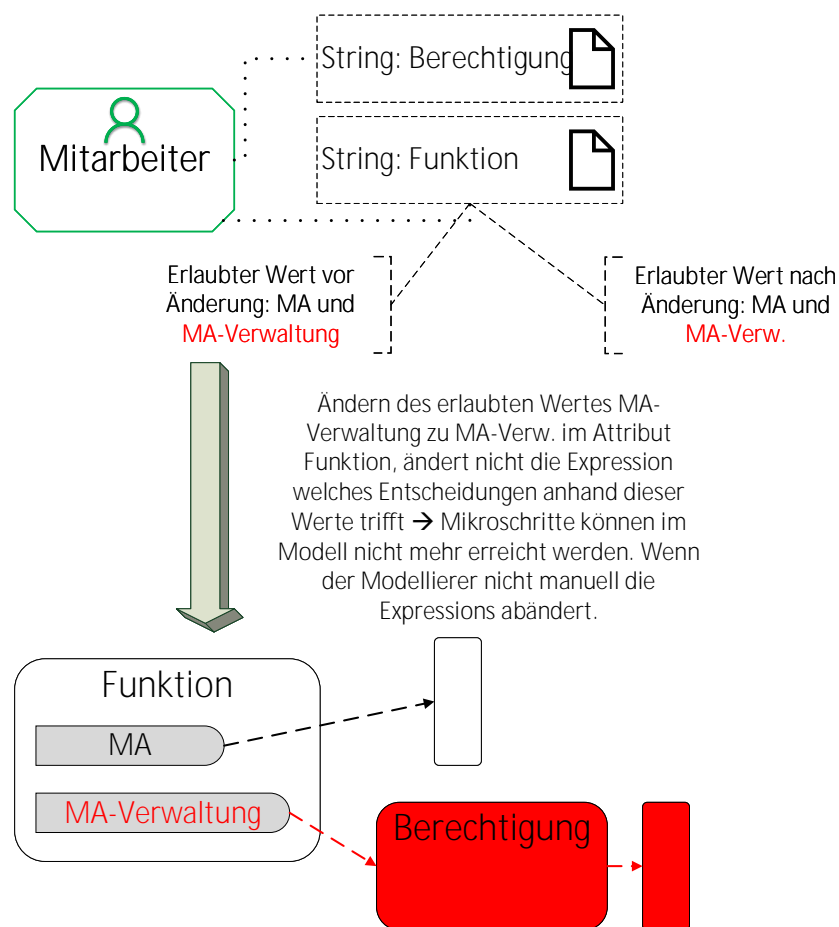 String: Berechtigung
Mitarbeiter
String: Funktion
Erlaubter Wert vor
Änderung: MA und
MA-Verwaltung
Erlaubter Wert nach
Änderung: MA und
MA-Verw.
Ändern des erlaubten Wertes MA-
Verwaltung zu MA-Verw. im Attribut
Funktion, ändert nicht die Expression
welches Entscheidungen anhand dieser
Werte trifft → Mikroschritte können im
Modell nicht mehr erreicht werden. Wenn
der Modellierer nicht manuell die
Expressions abändert.
Funktion
MA
MA-Verwaltung
Berechtigung